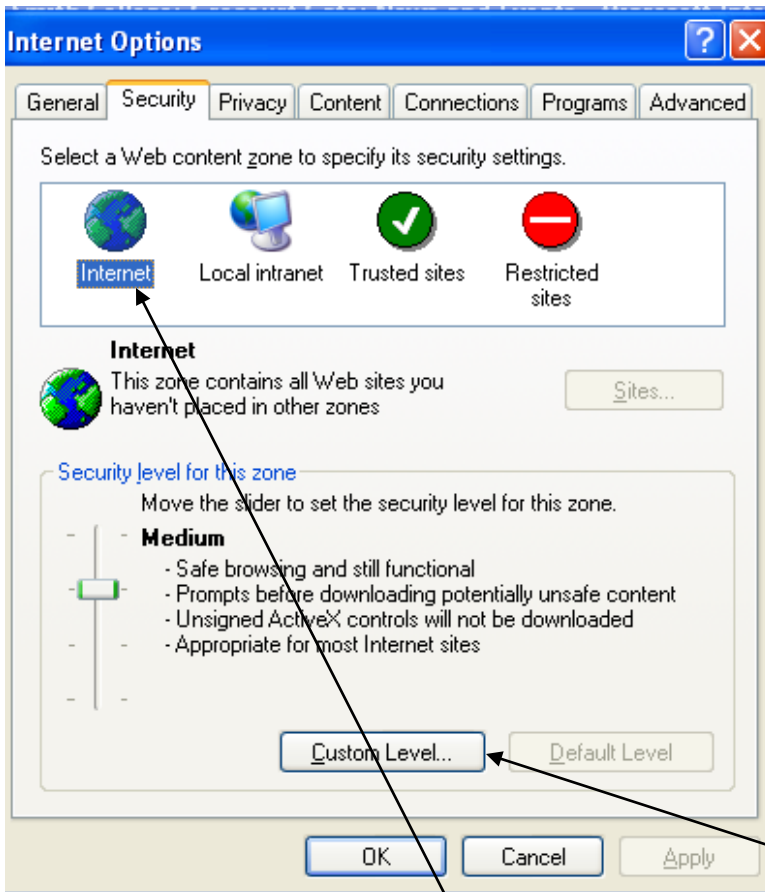 Internet Options
General Security Privacy Content Connections Programs Advanced
Select a Web content zone to specify its security settings.
Internet Local intranet Trusted sites Restricted sites
Internet
This zone contains all Web sites you
haven't placed in other zones
Sites...
Security level for this zone
Move the slider to set the security level for this zone.
Medium
- Safe browsing and still functional
- Prompts before downloading potentially unsafe content
- Unsigned ActiveX controls will not be downloaded
- Appropriate for most Internet sites
Custom Level... Default Level
OK Cancel Apply